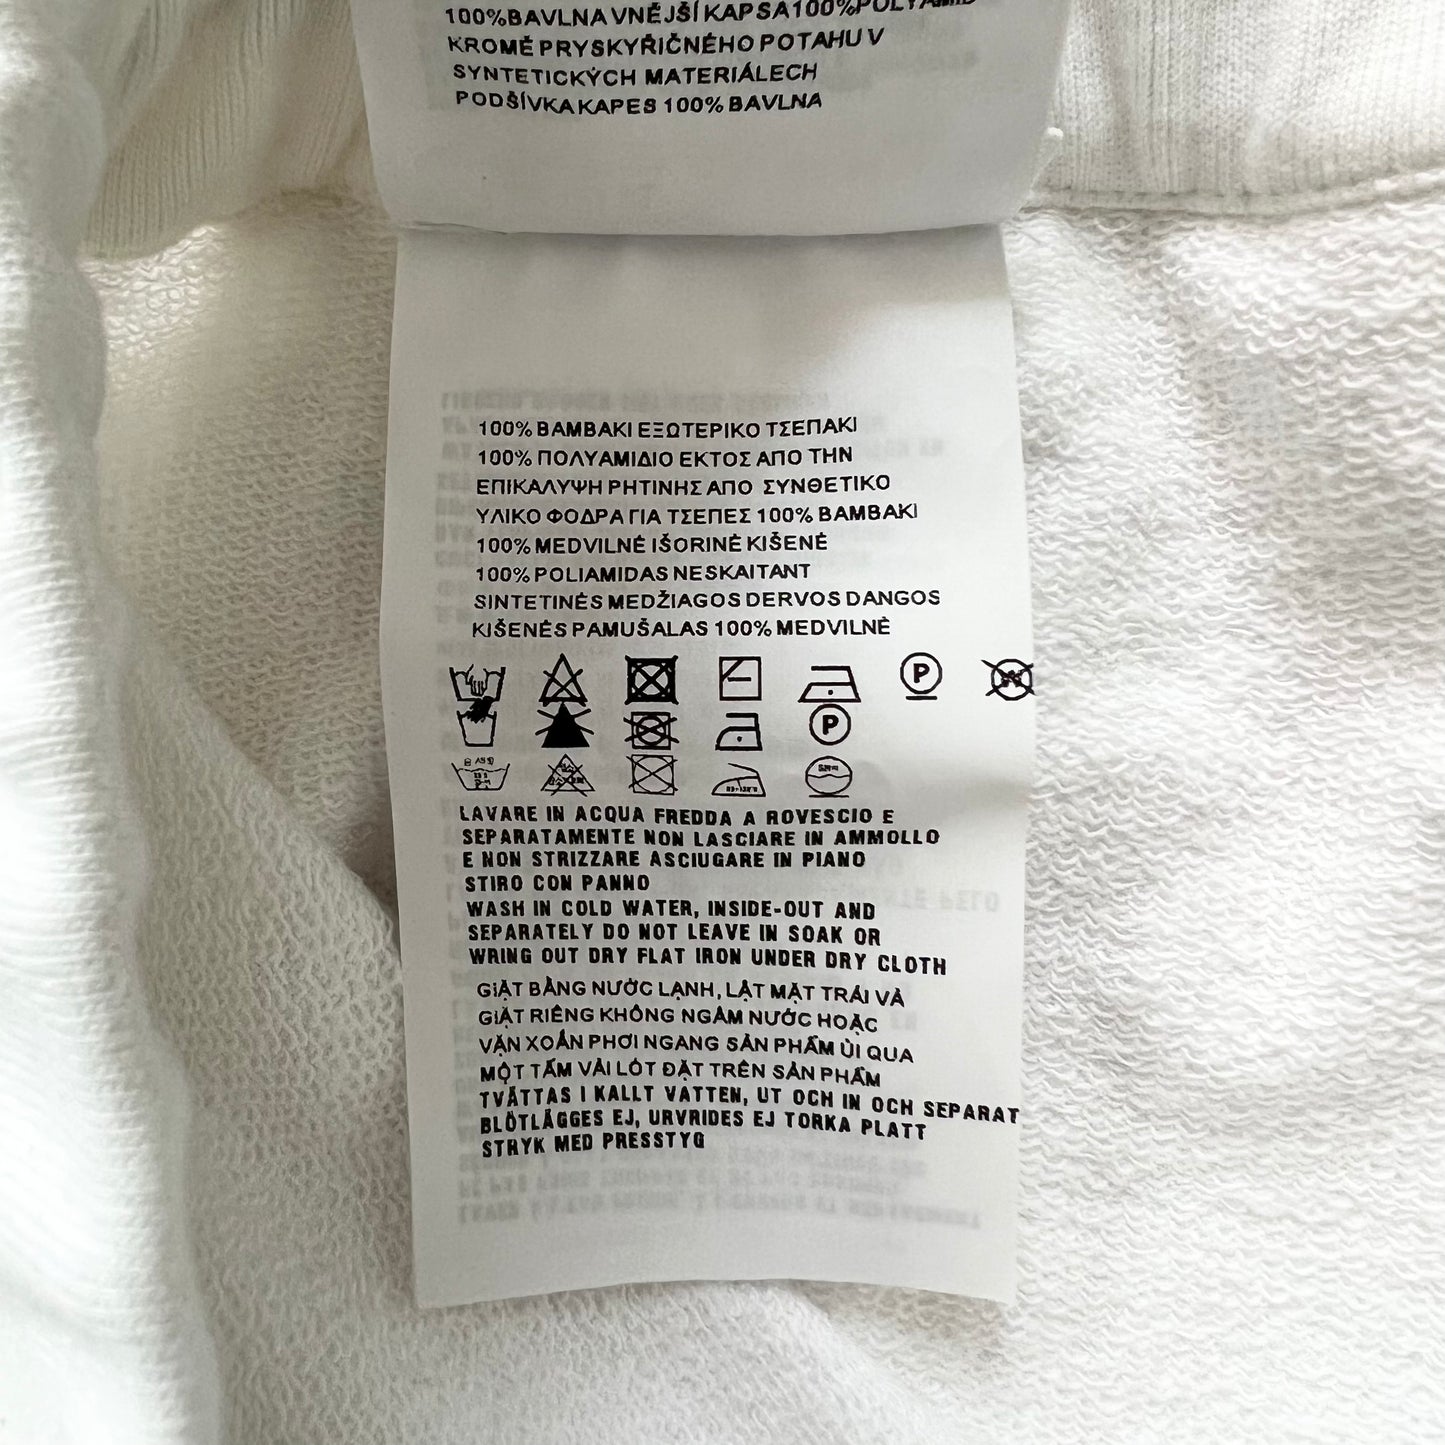 100%BAVLNA VNĚJŠÍ KAPSA100%POLYAMID
KROMĚ PRYSKYŘIČNÉHO POTAHU V
SYNTETICKÝCH MATERIÁLECH
PODŠÍVKA KAPES 100% BAVLNA
100% ΒΑΜΒΑΚΙ ΕΞΩΤΕΡΙΚΟ ΤΣΕΠΑΚΙ
100% ΠΟΛΥΑΜΙΔΙΟ ΕΚΤΟΣ ΑΠΟ ΤΗΝ
ΕΠΙΚΑΛΥΨΗ ΡΗΤΙΝΗΣ ΑΠΟ ΣΥΝΘΕΤΙΚΟ
ΥΛΙΚΟ ΦΟΔΡΑ ΓΙΑ ΤΣΕΠΕΣ 100% ΒΑΜΒΑΚΙ
100% MEDVILNĖ IŠORINĖ KIŠENĖ
100% POLIAMIDAS NESKAITANT
SINTETINĖS MEDŽIAGOS DERVOS DANGOS
KIŠENĖS PAMUŠALAS 100% MEDVILNĖ
P W
P
LAVARE IN ACQUA FREDDA A ROVESCIO E
SEPARATAMENTE NON LASCIARE IN AMMOLLO
E NON STRIZZARE ASCIUGARE IN PIANO
STIRO CON PANNO
WASH IN COLD WATER, INSIDE-OUT AND
SEPARATELY DO NOT LEAVE IN SOAK OR
WRING OUT DRY FLAT IRON UNDER DRY CLOTH
GIẶT BẰNG NƯỚC LẠNH, LẬT MẶT TRÁI VÀ
GIẶT RIÊNG KHÔNG NGÂM NƯỚC HOẶC
VẶN XOẮN PHƠI NGANG SẢN PHẨM ỦI QUA
MỘT TẤM VẢI LÓT ĐẶT TRÊN SẢN PHẨM
TVÄTTAS I KALLT VATTEN, UT OCH IN OCH SEPARAT
BLÖTLÄGGES EJ, URVRIDES EJ TORKA PLATT
STRYK MED PRESSTYG